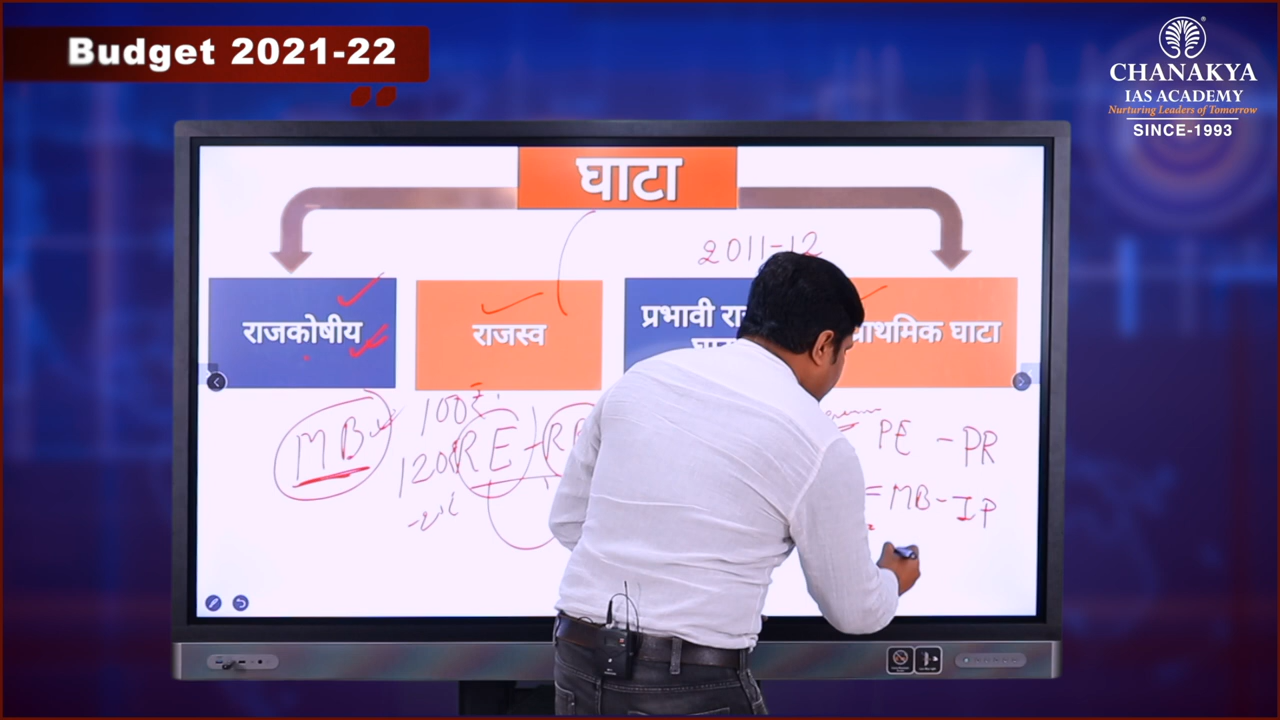 Budget 2021-22
CHANAKYA
IAS ACADEMY
Nurturing Leaders of Tomorrow
SINCE-1993
घाटा
2011-12
राजकोषीय
राजस्व
प्रभावी
प्राथमिक घाटा
MB
100₹
120
RE
PE - PR
= MB - IP